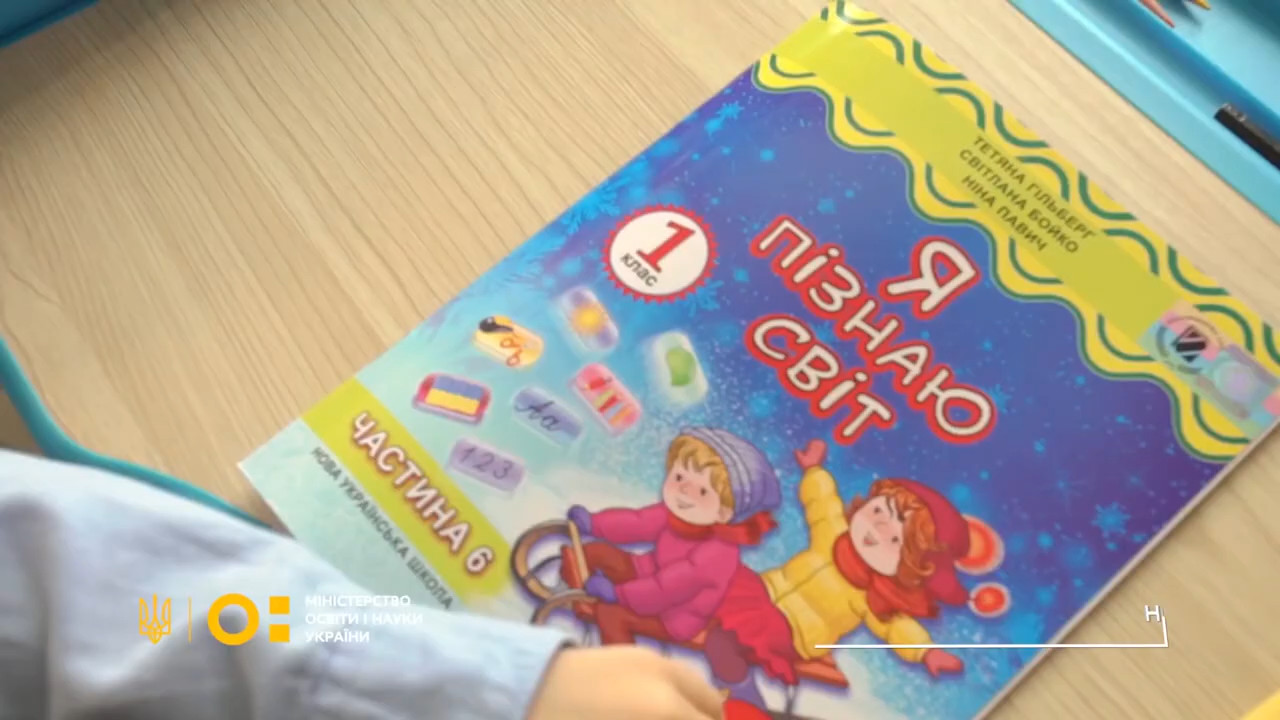 ТЕТЯНА ГІЛЬБЕРГ
СВІТЛАНА БОЙКО
НІНА ПАВИЧ
Я
ПІЗНАЮ
СВІТ
1
клас
Аа
123
ЧАСТИНА 6
НОВА УКРАЇНСЬКА ШКОЛА
МІНІСТЕРСТВО
ОСВІТИ І НАУКИ
УКРАЇНИ
Н